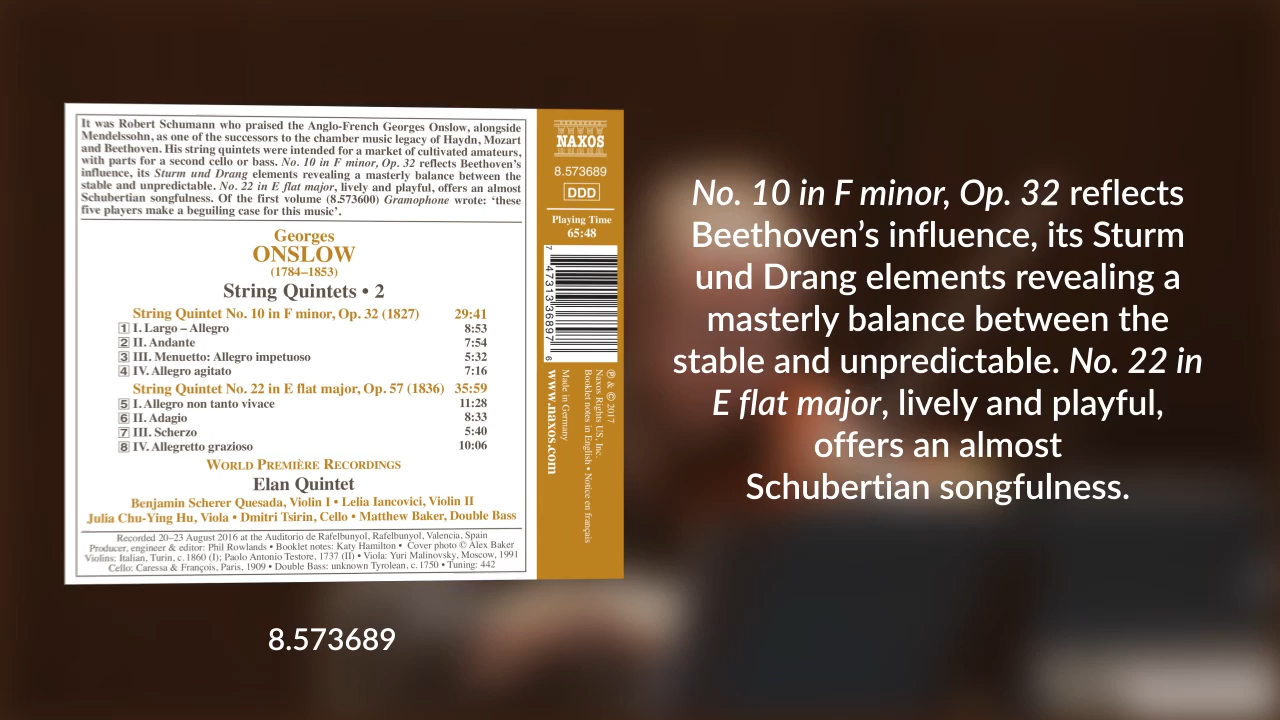 It was Robert Schumann who praised the Anglo-French Georges Onslow, alongside
Mendelssohn, as one of the successors to the chamber music legacy of Haydn, Mozart
and Beethoven. His string quintets were intended for a market of cultivated amateurs,
with parts for a second cello or bass. No. 10 in F minor, Op. 32 reflects Beethoven's
influence, its Sturm und Drang elements revealing a masterly balance between the
stable and unpredictable. No. 22 in E flat major, lively and playful, offers an almost
Schubertian songfulness. Of the first volume (8.573600) Gramophone wrote: ‘these
five players make a beguiling case for this music’.
Georges
ONSLOW
(1784–1853)
String Quintets • 2
String Quintet No. 10 in F minor, Op. 32 (1827) 29:41
1 I. Largo – Allegro 8:53
2 II. Andante 7:54
3 III. Menuetto: Allegro impetuoso 5:32
4 IV. Allegro agitato 7:16
String Quintet No. 22 in E flat major, Op. 57 (1836) 35:59
5 I. Allegro non tanto vivace 11:28
6 II. Adagio 8:33
7 III. Scherzo 5:40
8 IV. Allegretto grazioso 10:06
WORLD PREMIÈRE RECORDINGS
Elan Quintet
Benjamin Scherer Quesada, Violin I • Lelia Iancovici, Violin II
Julia Chu-Ying Hu, Viola • Dmitri Tsirin, Cello • Matthew Baker, Double Bass
Recorded 20–23 August 2016 at the Auditorio de Rafelbunyol, Rafelbunyol, Valencia, Spain
Producer, engineer & editor: Phil Rowlands • Booklet notes: Katy Hamilton • Cover photo © Alex Baker
Violins: Italian, Turin, c.1860 (I); Paolo Antonio Testore, 1737 (II) • Viola: Yuri Malinovsky, Moscow, 1991
Cello: Caressa & François, Paris, 1909 • Double Bass: unknown Tyrolean, c.1750 • Tuning: 442
NAXOS
8.573689
DDD
Playing Time
65:48
7 47313 36897 6
℗ & © 2017
Naxos Rights US, Inc.
Booklet notes in English • Notice en français
Made in Germany
www.naxos.com
8.573689
No. 10 in F minor, Op. 32 reflects
Beethoven’s influence, its Sturm
und Drang elements revealing a
masterly balance between the
stable and unpredictable. No. 22 in
E flat major, lively and playful,
offers an almost
Schubertian songfulness.